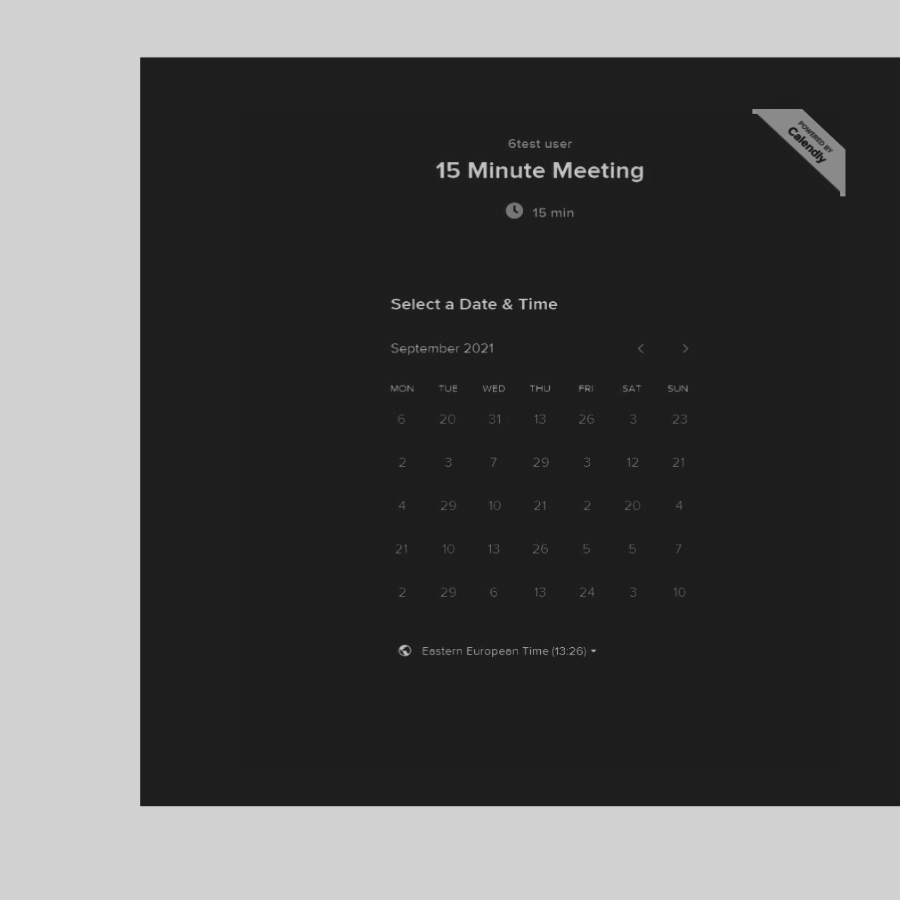 POWERED BY
Calendly
6test user
15 Minute Meeting
15 min
Select a Date & Time
September 2021
MON TUE WED THU FRI SAT SUN
6 20 31 13 26 3 23
2 3 7 29 3 12 21
4 29 10 21 2 20 4
21 10 13 26 5 5 7
2 29 6 13 24 3 10
Eastern European Time (13:26)